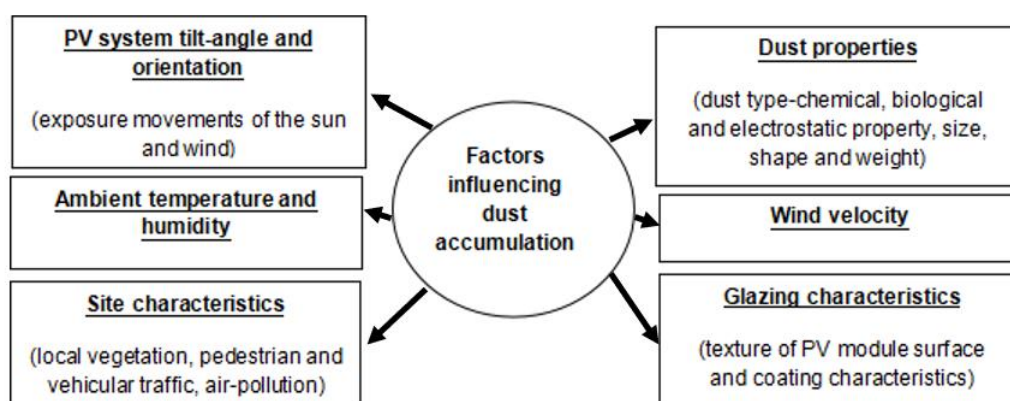 PV system tilt-angle and
orientation
(exposure movements of the sun
and wind)
Ambient temperature and
humidity
Site characteristics
(local vegetation, pedestrian and
vehicular traffic, air-pollution)
Factors
influencing
dust
accumulation
Dust properties
(dust type-chemical, biological
and electrostatic property, size,
shape and weight)
Wind velocity
Glazing characteristics
(texture of PV module surface
and coating characteristics)